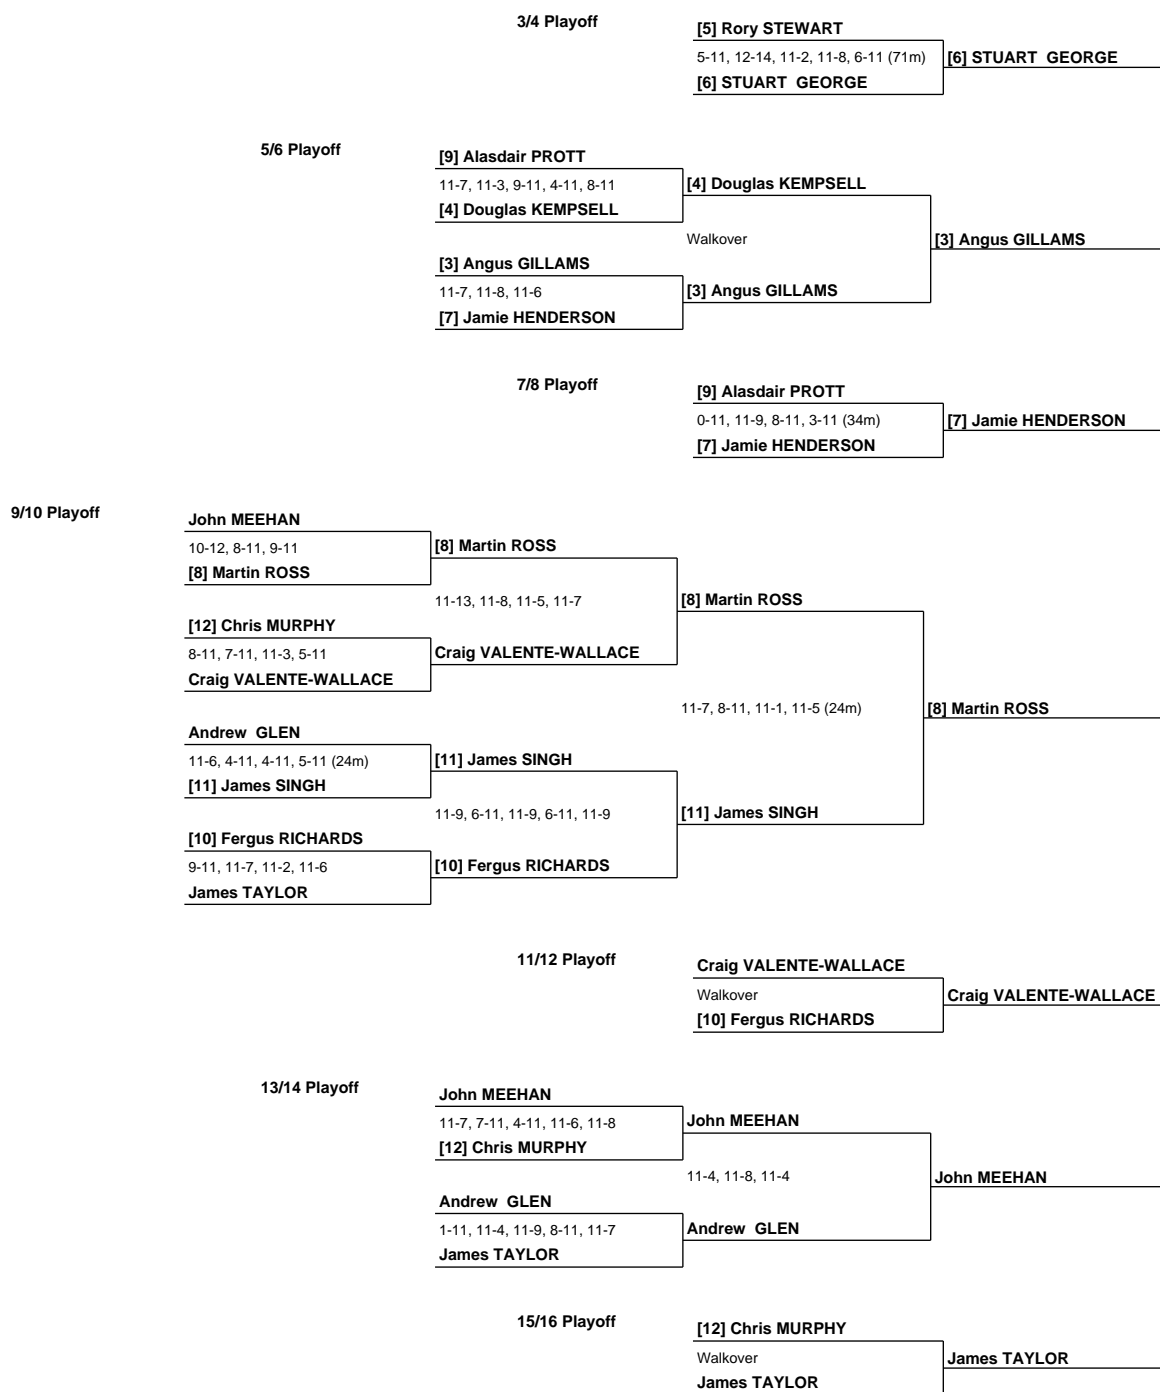 3/4 Playoff
[5] Rory STEWART
5-11, 12-14, 11-2, 11-8, 6-11 (71m)
[6] STUART  GEORGE
[6] STUART  GEORGE
5/6 Playoff
[9] Alasdair PROTT
11-7, 11-3, 9-11, 4-11, 8-11
[4] Douglas KEMPSELL
[4] Douglas KEMPSELL
Walkover
[3] Angus GILLAMS
[3] Angus GILLAMS
11-7, 11-8, 11-6
[3] Angus GILLAMS
[7] Jamie HENDERSON
7/8 Playoff
[9] Alasdair PROTT
0-11, 11-9, 8-11, 3-11 (34m)
[7] Jamie HENDERSON
[7] Jamie HENDERSON
9/10 Playoff
John MEEHAN
10-12, 8-11, 9-11
[8] Martin ROSS
[8] Martin ROSS
11-13, 11-8, 11-5, 11-7
[8] Martin ROSS
[12] Chris MURPHY
8-11, 7-11, 11-3, 5-11
Craig VALENTE-WALLACE
Craig VALENTE-WALLACE
11-7, 8-11, 11-1, 11-5 (24m)
[8] Martin ROSS
Andrew  GLEN
11-6, 4-11, 4-11, 5-11 (24m)
[11] James SINGH
[11] James SINGH
11-9, 6-11, 11-9, 6-11, 11-9
[11] James SINGH
[10] Fergus RICHARDS
9-11, 11-7, 11-2, 11-6
[10] Fergus RICHARDS
James TAYLOR
11/12 Playoff
Craig VALENTE-WALLACE
Walkover
Craig VALENTE-WALLACE
[10] Fergus RICHARDS
13/14 Playoff
John MEEHAN
11-7, 7-11, 4-11, 11-6, 11-8
John MEEHAN
[12] Chris MURPHY
11-4, 11-8, 11-4
John MEEHAN
Andrew  GLEN
1-11, 11-4, 11-9, 8-11, 11-7
Andrew  GLEN
James TAYLOR
15/16 Playoff
[12] Chris MURPHY
Walkover
James TAYLOR
James TAYLOR